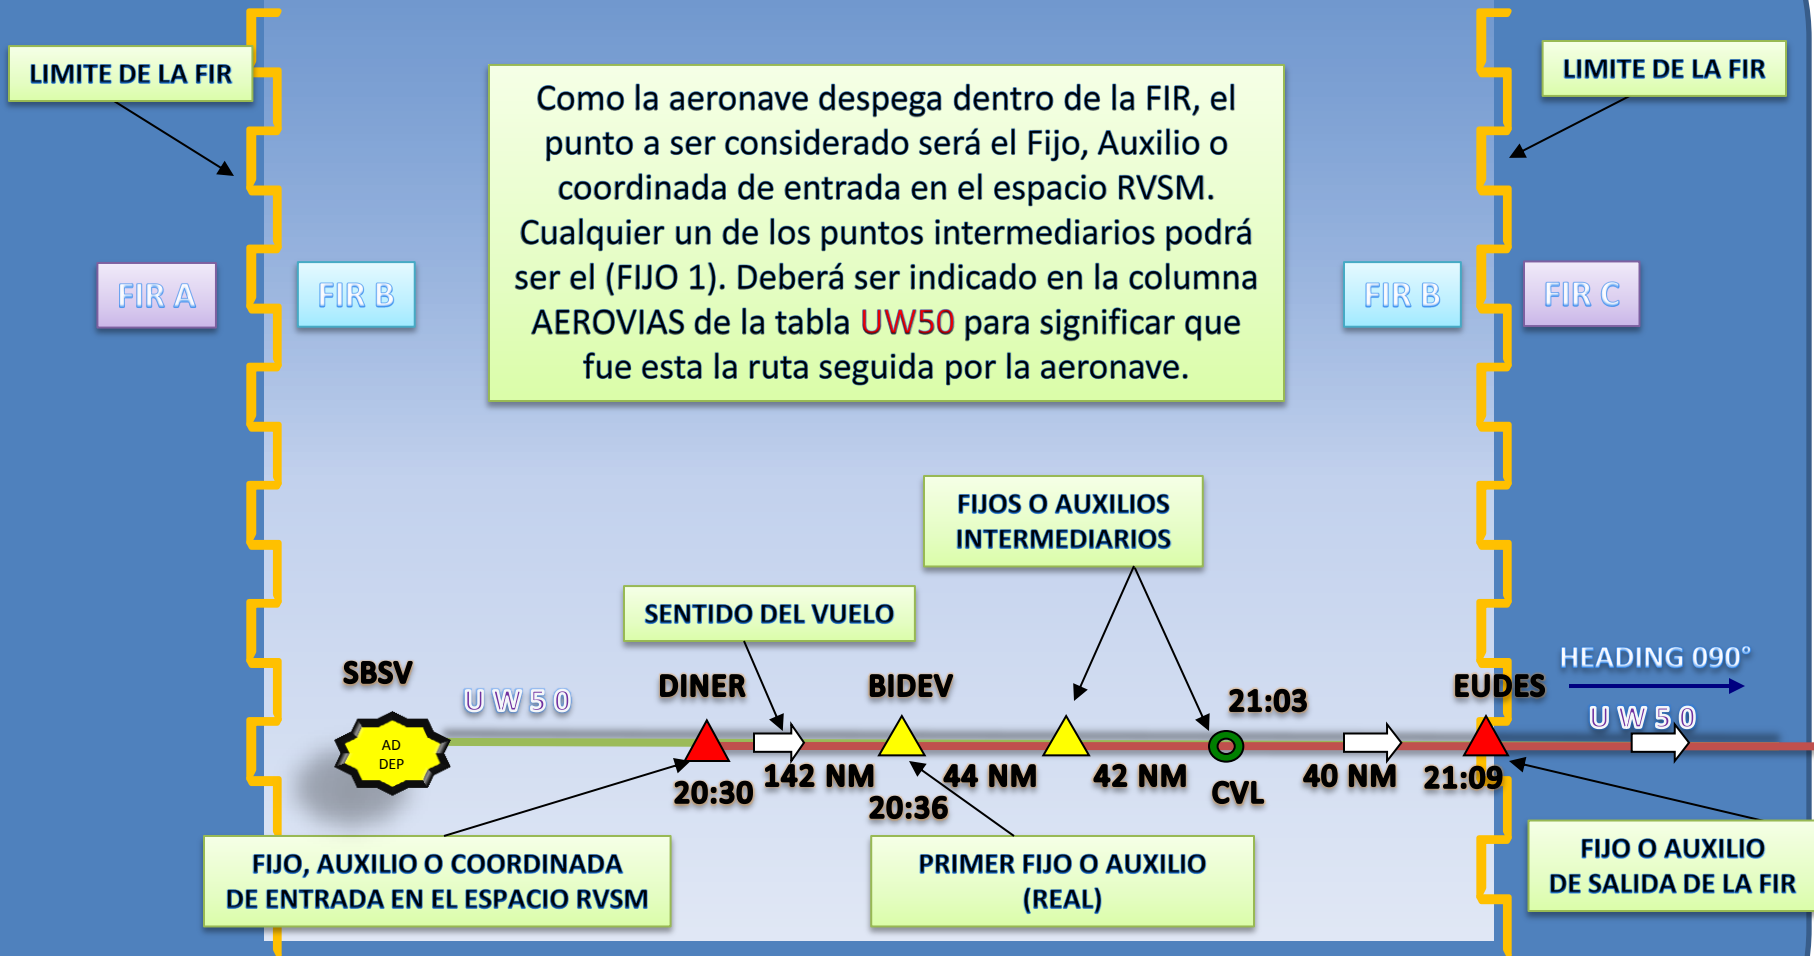 LIMITE DE LA FIR
LIMITE DE LA FIR
Como la aeronave despega dentro de la FIR, el
punto a ser considerado será el Fijo, Auxilio o
coordinada de entrada en el espacio RVSM.
Cualquier un de los puntos intermediarios podrá
ser el (FIJO 1). Deberá ser indicado en la columna
AEROVIAS de la tabla UW50 para significar que
fue esta la ruta seguida por la aeronave.
FIR A
FIR B
FIR B
FIR C
FIJOS O AUXILIOS
INTERMEDIARIOS
SENTIDO DEL VUELO
SBSV
UW50
DINER
BIDEV
21:03
EUDES
HEADING 090°
UW50
AD
DEP
20:30
142 NM
20:36
44 NM
42 NM
CVL
40 NM
21:09
FIJO, AUXILIO O COORDINADA
DE ENTRADA EN EL ESPACIO RVSM
PRIMER FIJO O AUXILIO
(REAL)
FIJO O AUXILIO
DE SALIDA DE LA FIR